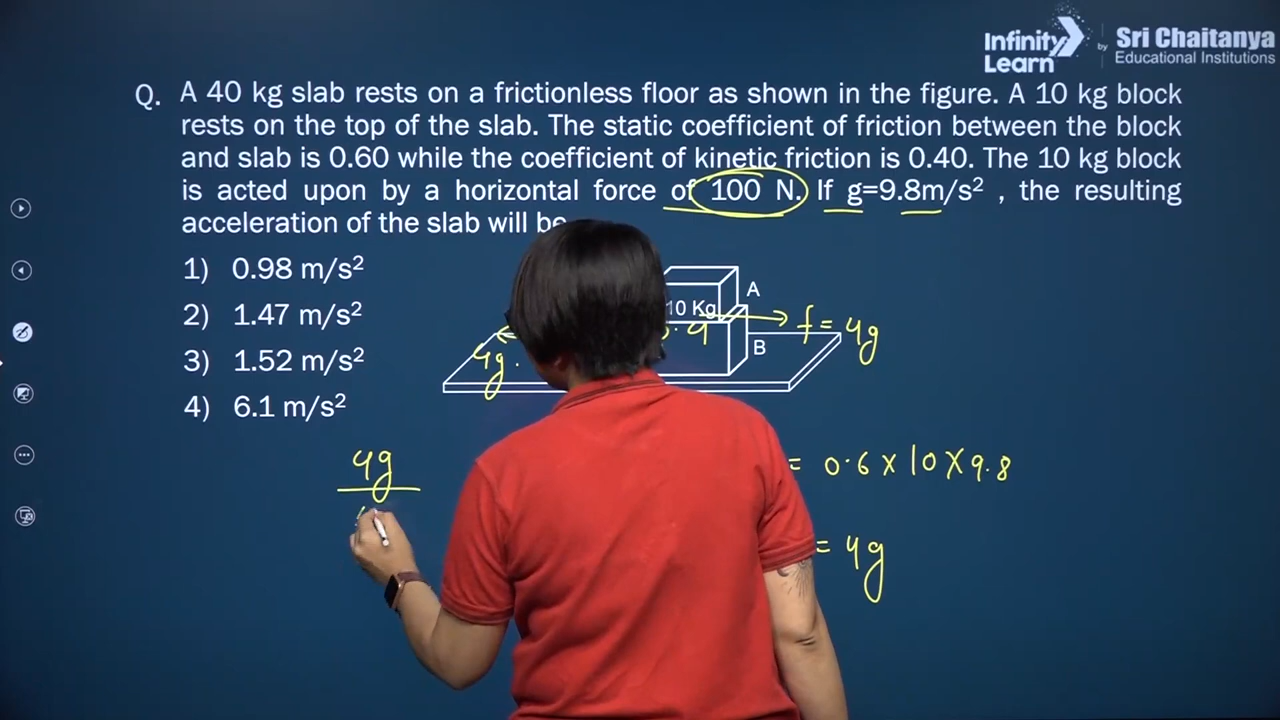 Infinity Learn by Sri Chaitanya Educational Institutions
Q. A 40 kg slab rests on a frictionless floor as shown in the figure. A 10 kg block
rests on the top of the slab. The static coefficient of friction between the block
and slab is 0.60 while the coefficient of kinetic friction is 0.40. The 10 kg block
is acted upon by a horizontal force of 100 N. If g=9.8m/s² , the resulting
acceleration of the slab will be
1) 0.98 m/s²
2) 1.47 m/s²
3) 1.52 m/s²
4) 6.1 m/s²
A
10 Kg
f = 4g
4g
B
4g
= 0.6 x 10 x 9.8
= 4g